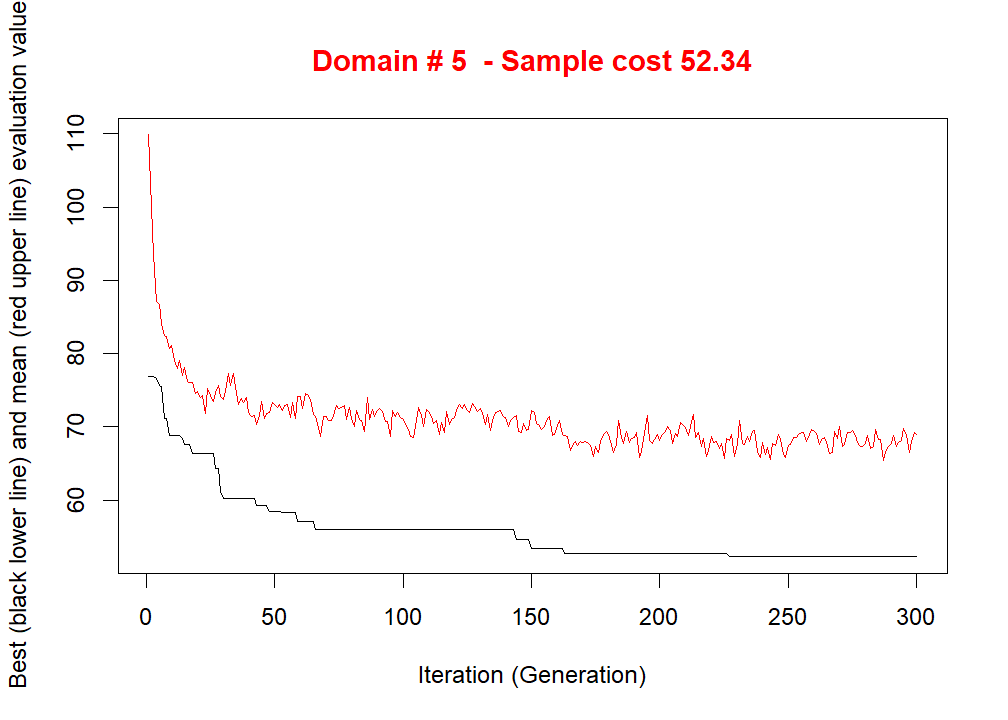 Domain # 5  - Sample cost 52.34
Best (black lower line) and mean (red upper line) evaluation value
110
100
90
80
70
60
0 50 100 150 200 250 300
Iteration (Generation)